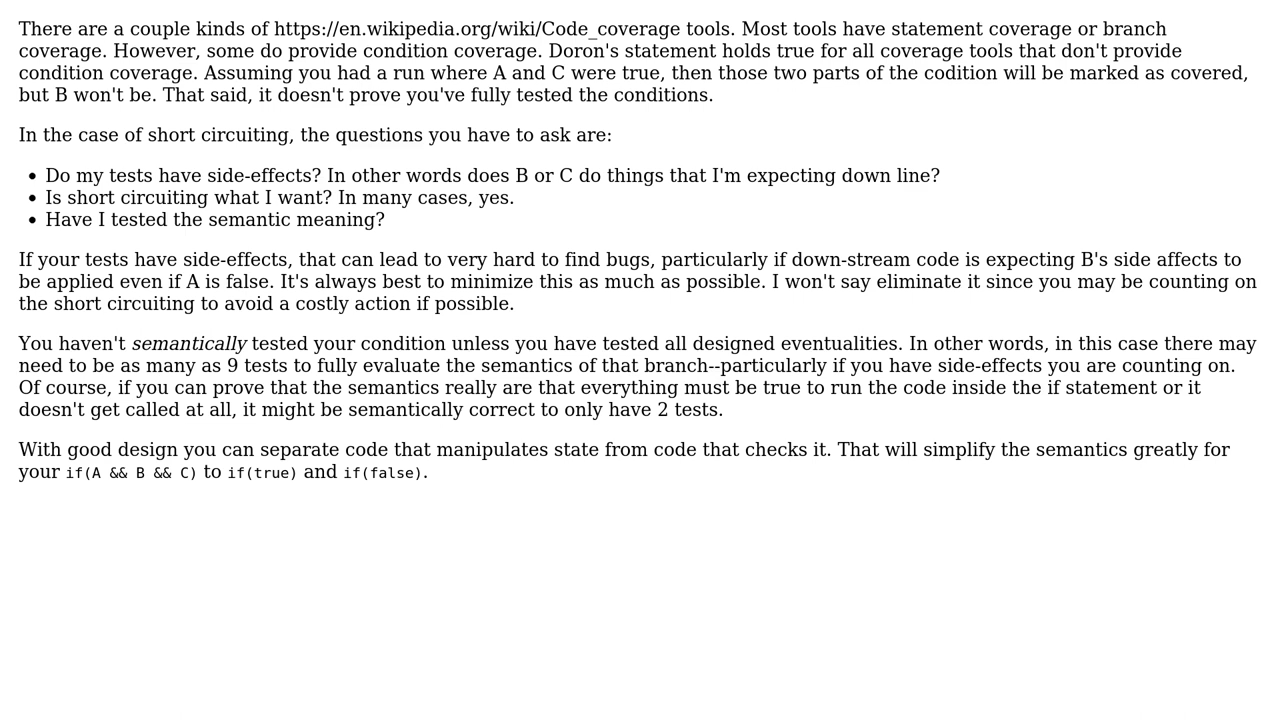 There are a couple kinds of https://en.wikipedia.org/wiki/Code_coverage tools. Most tools have statement coverage or branch
coverage. However, some do provide condition coverage. Doron's statement holds true for all coverage tools that don't provide
condition coverage. Assuming you had a run where A and C were true, then those two parts of the codition will be marked as covered,
but B won't be. That said, it doesn't prove you've fully tested the conditions.
In the case of short circuiting, the questions you have to ask are:
• Do my tests have side-effects? In other words does B or C do things that I'm expecting down line?
• Is short circuiting what I want? In many cases, yes.
• Have I tested the semantic meaning?
If your tests have side-effects, that can lead to very hard to find bugs, particularly if down-stream code is expecting B's side affects to
be applied even if A is false. It's always best to minimize this as much as possible. I won't say eliminate it since you may be counting on
the short circuiting to avoid a costly action if possible.
You haven't semantically tested your condition unless you have tested all designed eventualities. In other words, in this case there may
need to be as many as 9 tests to fully evaluate the semantics of that branch--particularly if you have side-effects you are counting on.
Of course, if you can prove that the semantics really are that everything must be true to run the code inside the if statement or it
doesn't get called at all, it might be semantically correct to only have 2 tests.
With good design you can separate code that manipulates state from code that checks it. That will simplify the semantics greatly for
your if(A && B && C) to if(true) and if(false).